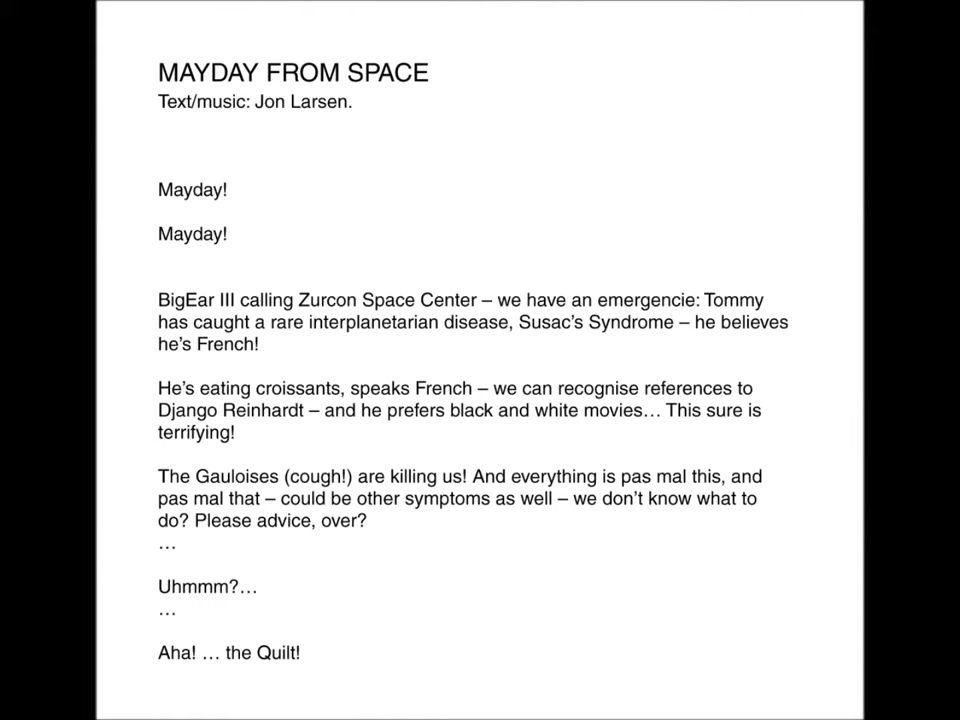 MAYDAY FROM SPACE
Text/music: Jon Larsen.
Mayday!
Mayday!
BigEar III calling Zurcon Space Center – we have an emergencie: Tommy
has caught a rare interplanetarian disease, Susac’s Syndrome – he believes
he’s French!
He’s eating croissants, speaks French – we can recognise references to
Django Reinhardt – and he prefers black and white movies… This sure is
terrifying!
The Gauloises (cough!) are killing us! And everything is pas mal this, and
pas mal that – could be other symptoms as well – we don’t know what to
do? Please advice, over?
…
Uhmmm?…
…
Aha! … the Quilt!